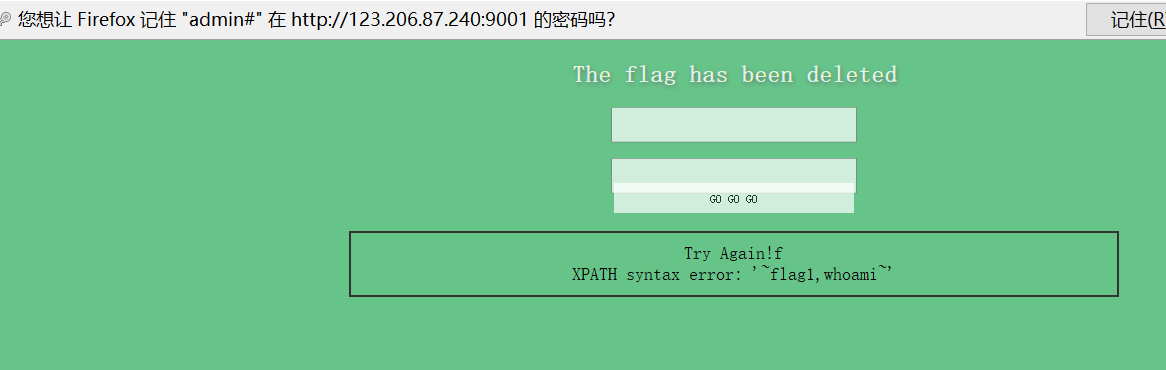 您想让 Firefox 记住 "admin#" 在 http://123.206.87.240:9001 的密码吗?
记住(R
The flag has been deleted
GO GO GO
Try Again!f
XPATH syntax error: '~flag1,whoami~'